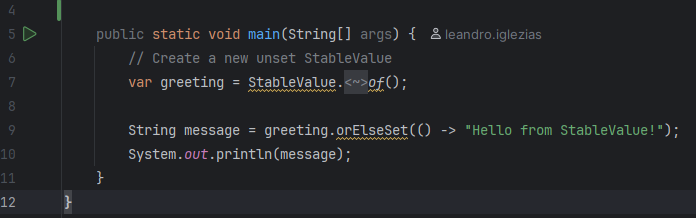 4
5 public static void main(String[] args) { leandro.iglezias
6 // Create a new unset StableValue
7 var greeting = StableValue.<~>of();
8
9 String message = greeting.orElseSet(() -> "Hello from StableValue!");
10 System.out.println(message);
11 }
12 }